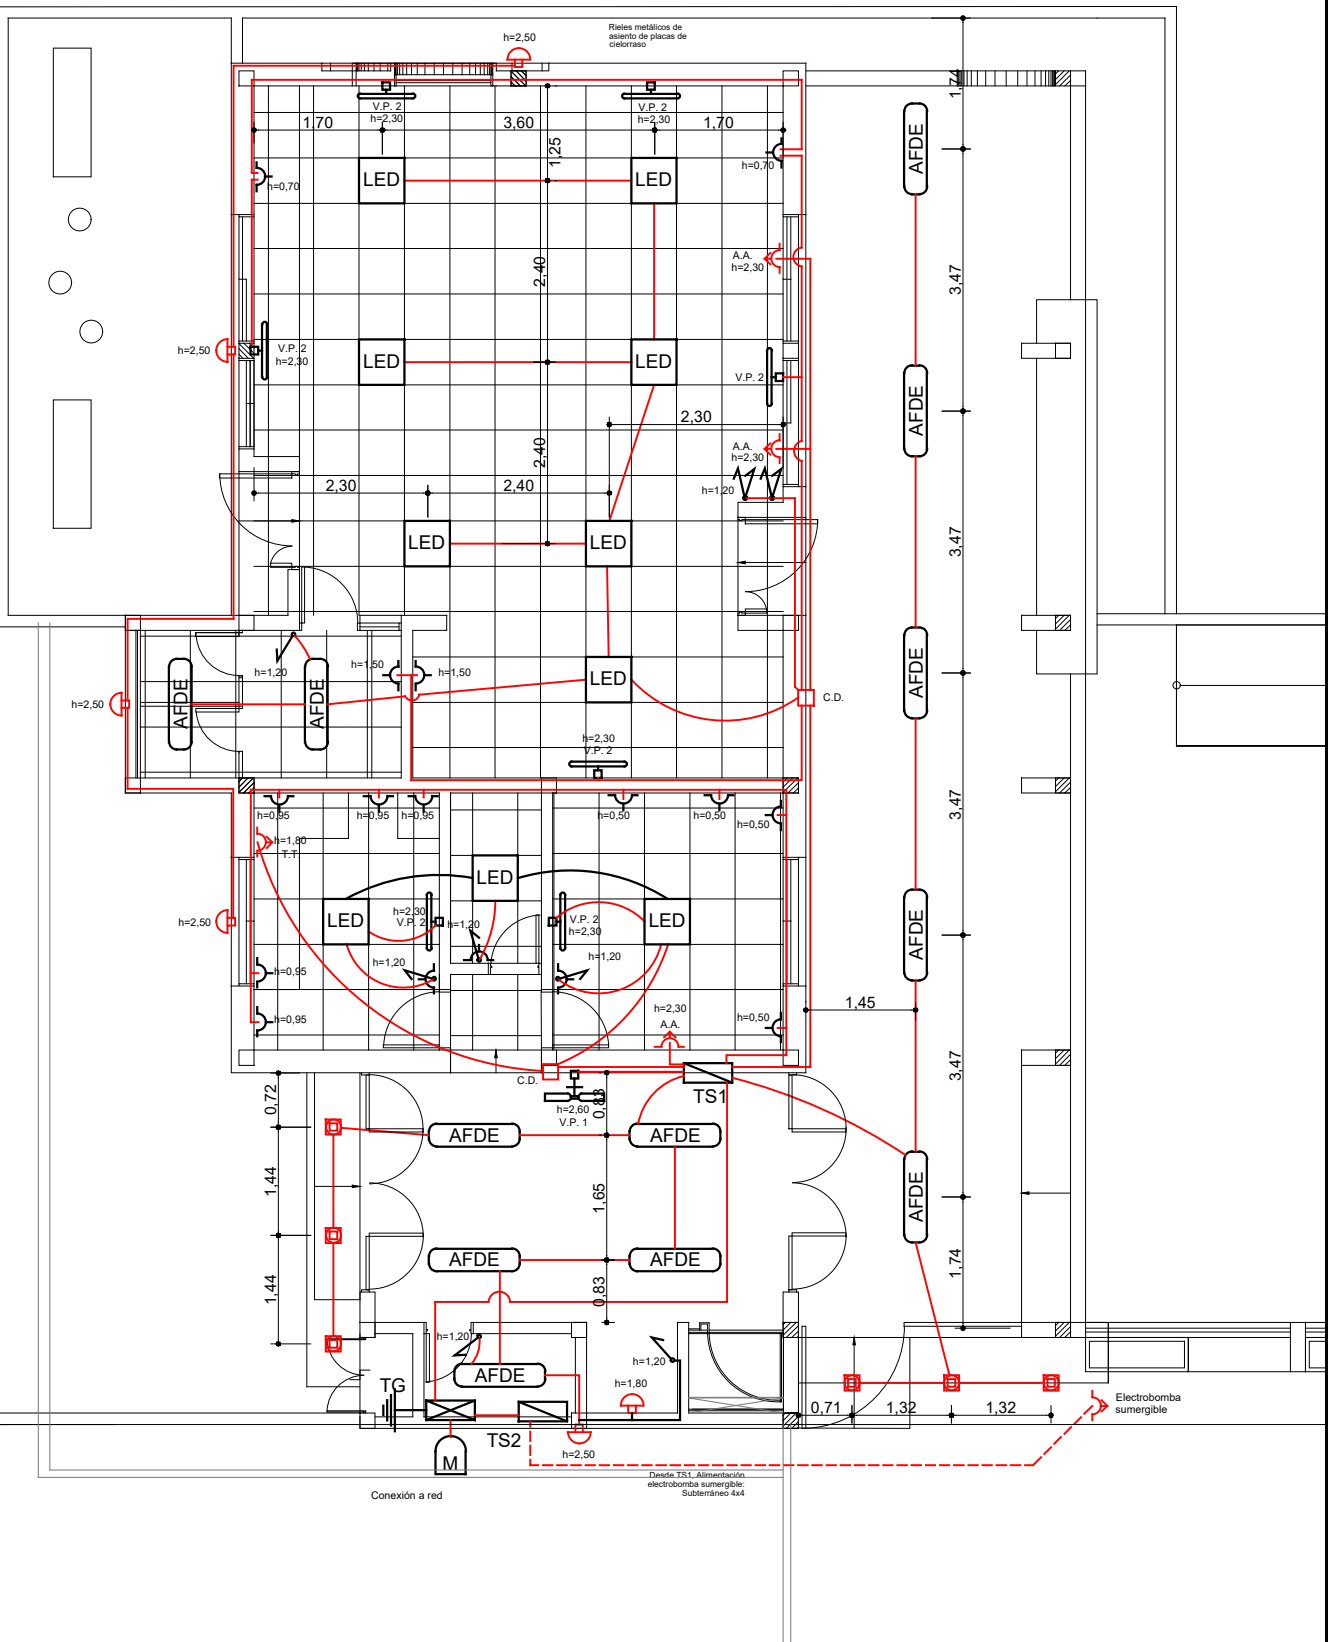 Rieles metálicos de
asiento de placas de
cielorraso
h=2,50
V.P. 2
h=2,30
V.P. 2
h=2,30
1,70
3,60
1,70
1,25
1,74
AFDE
h=0,70
h=0,70
LED
LED
A.A.
h=2,30
2,40
3,47
h=2,50
V.P. 2
h=2,30
LED
LED
V.P. 2
AFDE
2,30
A.A.
h=2,30
2,40
h=1,20
2,30
2,40
LED
LED
3,47
h=1,20
h=1,50
h=1,50
LED
AFDE
AFDE
AFDE
h=2,50
C.D.
h=2,30
V.P. 2
3,47
h=0,95
h=0,95
h=0,95
h=0,50
h=0,50
h=0,50
h=1,80
T.T.
LED
LED
LED
h=2,30
V.P. 2
h=1,20
V.P. 2
h=2,30
h=2,50
AFDE
h=1,20
h=1,20
h=0,95
h=0,95
h=2,30
A.A.
h=0,50
1,45
3,47
C.D.
TS1
h=2,60
V.P. 1
0,83
0,72
AFDE
AFDE
1,44
1,65
AFDE
AFDE
AFDE
1,74
1,44
0,83
h=1,20
h=1,20
AFDE
h=1,80
TG
TS2
M
h=2,50
0,71
1,32
1,32
Electrobomba
sumergible
Desde TS1, Alimentación
electrobomba sumergible:
Subterráneo 4x4
Conexión a red